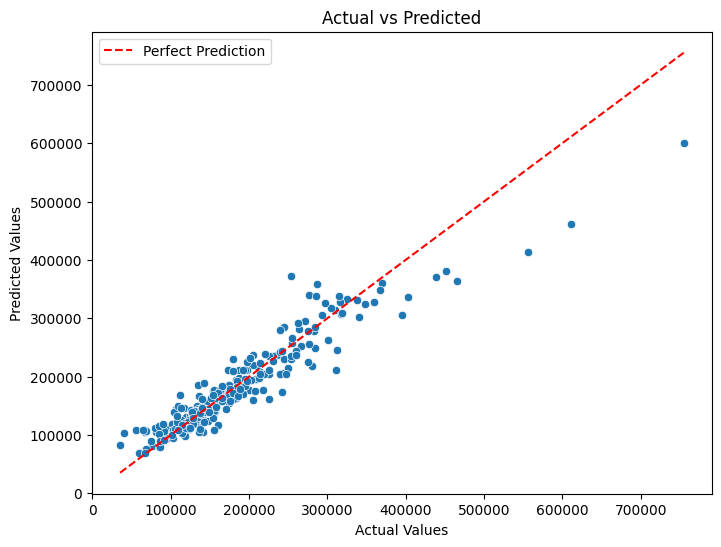 Actual vs Predicted
Perfect Prediction
700000
600000
500000
400000
300000
200000
100000
0
Predicted Values
0 100000 200000 300000 400000 500000 600000 700000
Actual Values